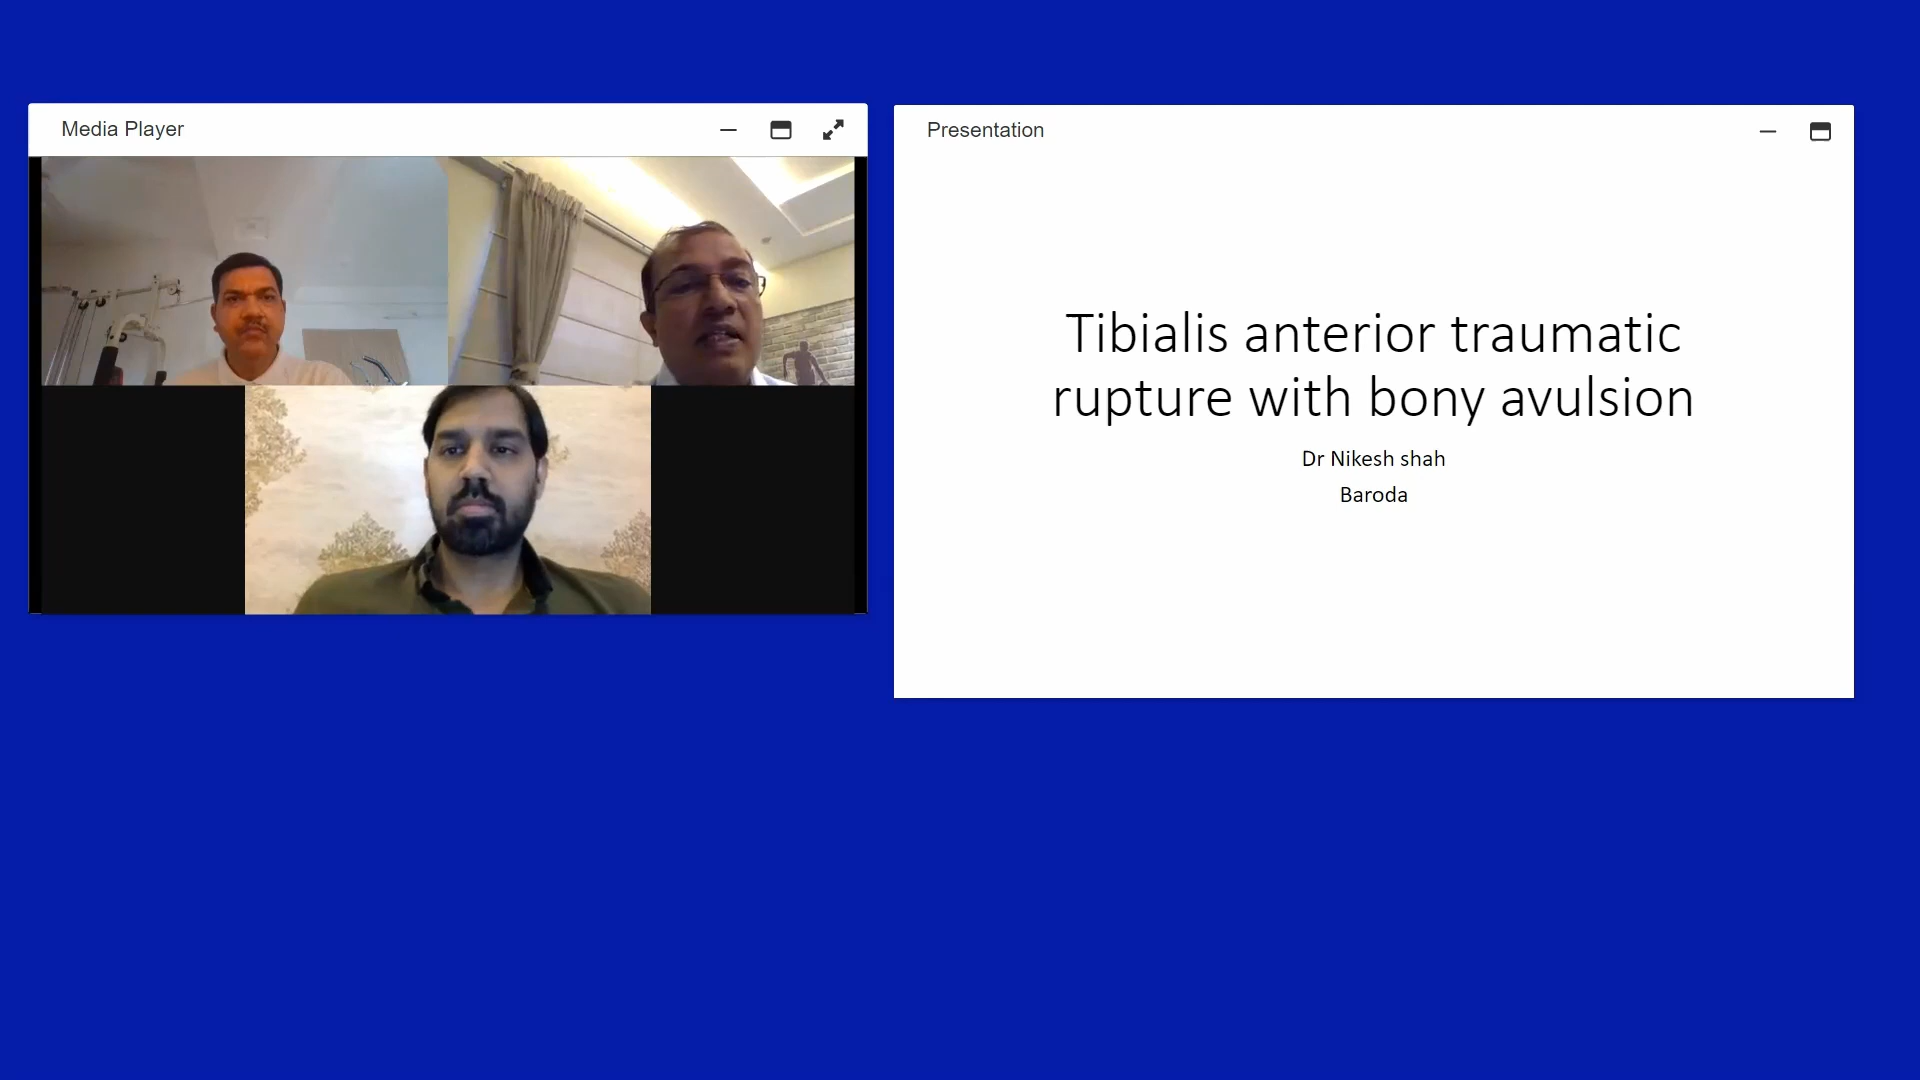 Media Player
Presentation
Tibialis anterior traumatic
rupture with bony avulsion
Dr Nikesh shah
Baroda